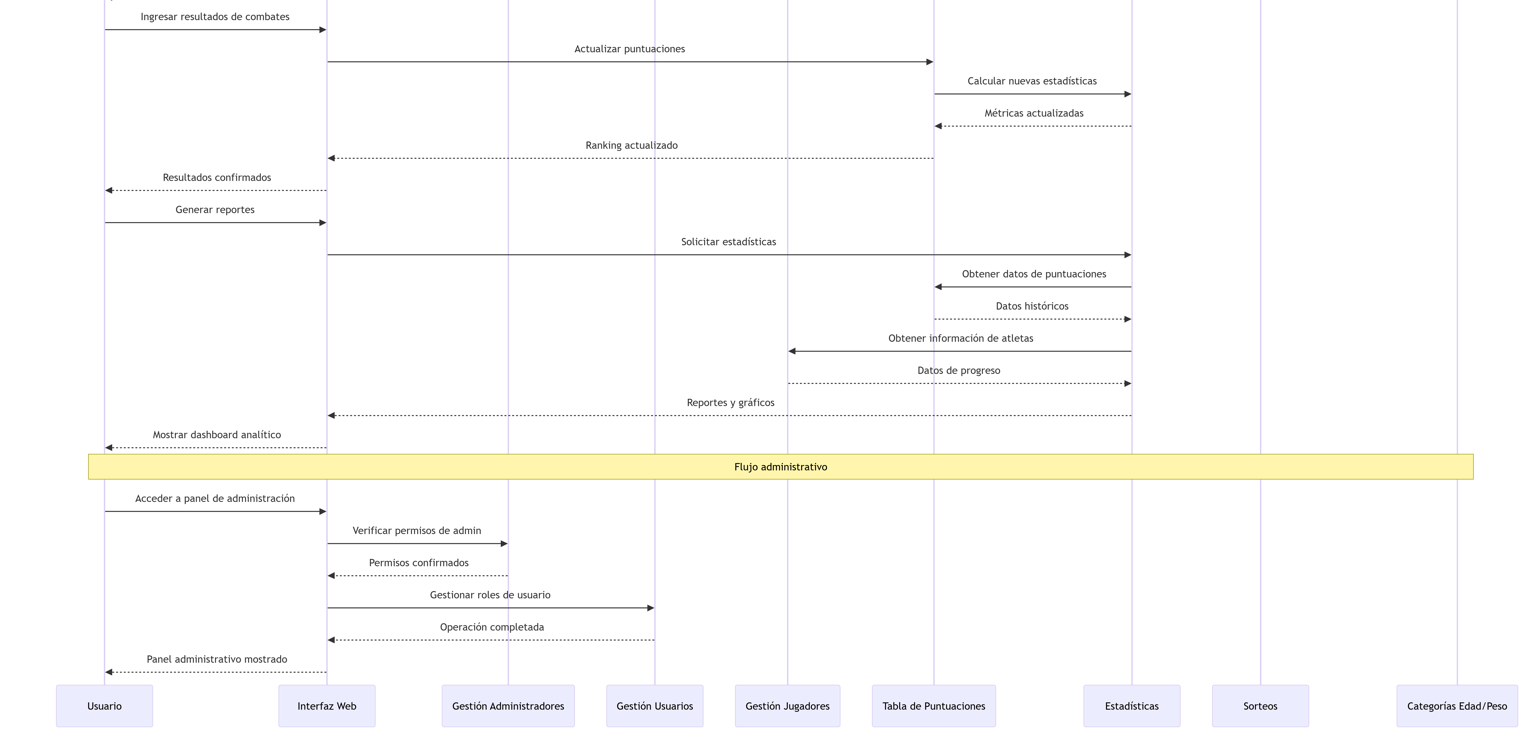 Ingresar resultados de combates
Actualizar puntuaciones
Calcular nuevas estadísticas
Métricas actualizadas
Ranking actualizado
Resultados confirmados
Generar reportes
Solicitar estadísticas
Obtener datos de puntuaciones
Datos históricos
Obtener información de atletas
Datos de progreso
Reportes y gráficos
Mostrar dashboard analítico
Flujo administrativo
Acceder a panel de administración
Verificar permisos de admin
Permisos confirmados
Gestionar roles de usuario
Operación completada
Panel administrativo mostrado
Usuario
Interfaz Web
Gestión Administradores
Gestión Usuarios
Gestión Jugadores
Tabla de Puntuaciones
Estadísticas
Sorteos
Categorías Edad/Peso